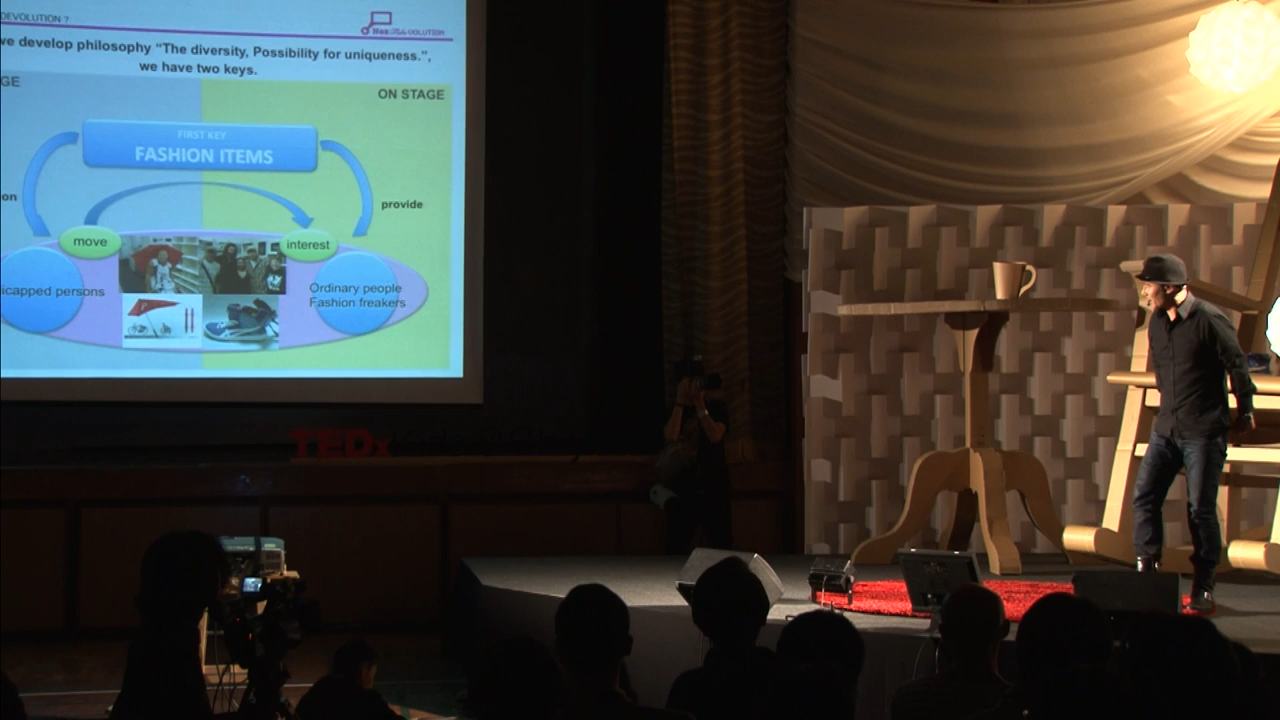 DEVOLUTION ?
we develop philosophy “The diversity, Possibility for uniqueness.”,
we have two keys.
GE
ON STAGE
FIRST KEY
FASHION ITEMS
on
provide
move
interest
icapped persons
Ordinary people
Fashion freakers
TEDx